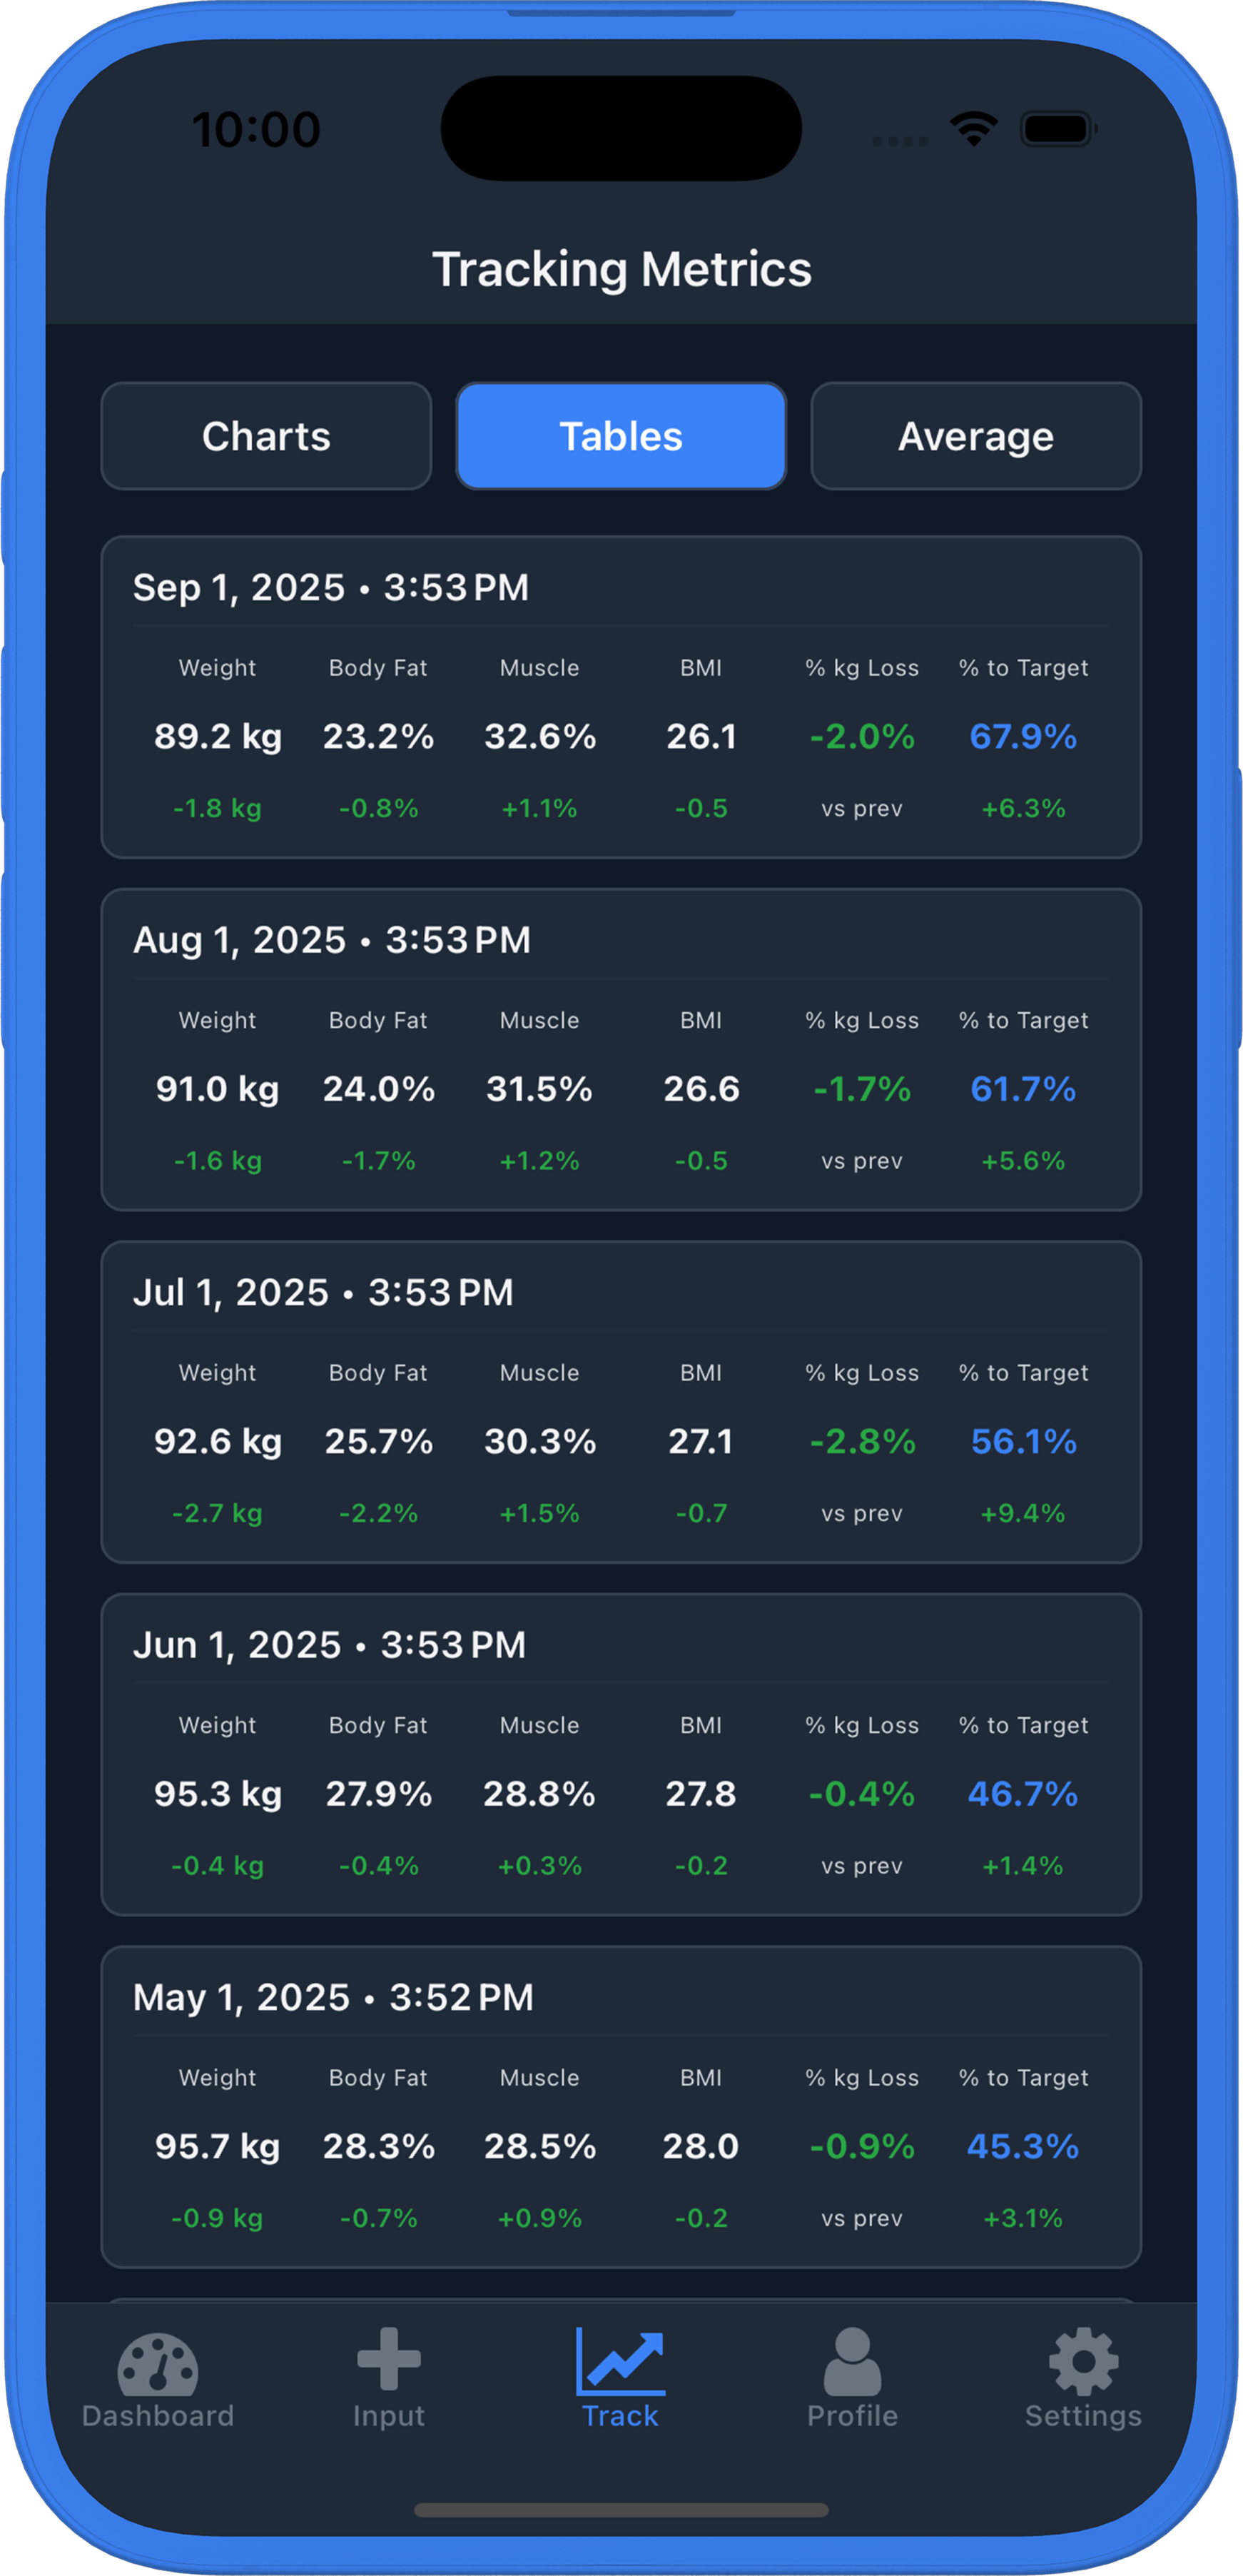 10:00
Tracking Metrics
Charts Tables Average
Sep 1, 2025 • 3:53 PM
Weight Body Fat Muscle BMI % kg Loss % to Target
89.2 kg 23.2% 32.6% 26.1 -2.0% 67.9%
-1.8 kg -0.8% +1.1% -0.5 vs prev +6.3%
Aug 1, 2025 • 3:53 PM
Weight Body Fat Muscle BMI % kg Loss % to Target
91.0 kg 24.0% 31.5% 26.6 -1.7% 61.7%
-1.6 kg -1.7% +1.2% -0.5 vs prev +5.6%
Jul 1, 2025 • 3:53 PM
Weight Body Fat Muscle BMI % kg Loss % to Target
92.6 kg 25.7% 30.3% 27.1 -2.8% 56.1%
-2.7 kg -2.2% +1.5% -0.7 vs prev +9.4%
Jun 1, 2025 • 3:53 PM
Weight Body Fat Muscle BMI % kg Loss % to Target
95.3 kg 27.9% 28.8% 27.8 -0.4% 46.7%
-0.4 kg -0.4% +0.3% -0.2 vs prev +1.4%
May 1, 2025 • 3:52 PM
Weight Body Fat Muscle BMI % kg Loss % to Target
95.7 kg 28.3% 28.5% 28.0 -0.9% 45.3%
-0.9 kg -0.7% +0.9% -0.2 vs prev +3.1%
Dashboard Input Track Profile Settings